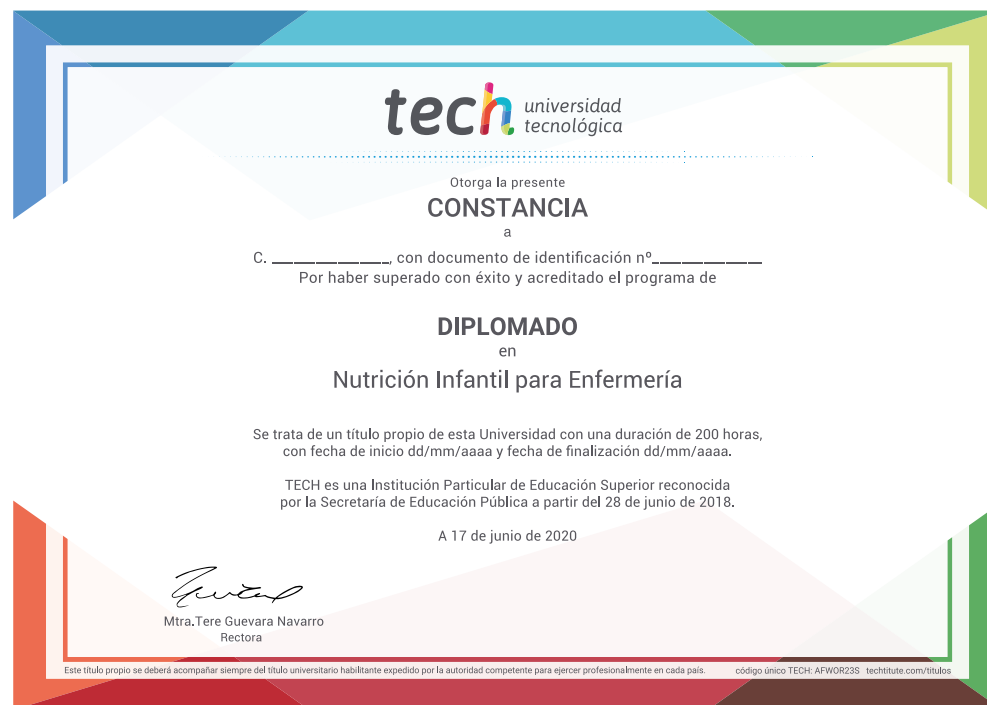 tech universidad
tecnológica
Otorga la presente
CONSTANCIA
a
C. ______________, con documento de identificación nº______________
Por haber superado con éxito y acreditado el programa de
DIPLOMADO
en
Nutrición Infantil para Enfermería
Se trata de un título propio de esta Universidad con una duración de 200 horas,
con fecha de inicio dd/mm/aaaa y fecha de finalización dd/mm/aaaa.
TECH es una Institución Particular de Educación Superior reconocida
por la Secretaría de Educación Pública a partir del 28 de junio de 2018.
A 17 de junio de 2020
Mtra.Tere Guevara Navarro
Rectora
Este título propio se deberá acompañar siempre del título universitario habilitante expedido por la autoridad competente para ejercer profesionalmente en cada país. código único TECH: AFWOR23S techtitute.com/titulos